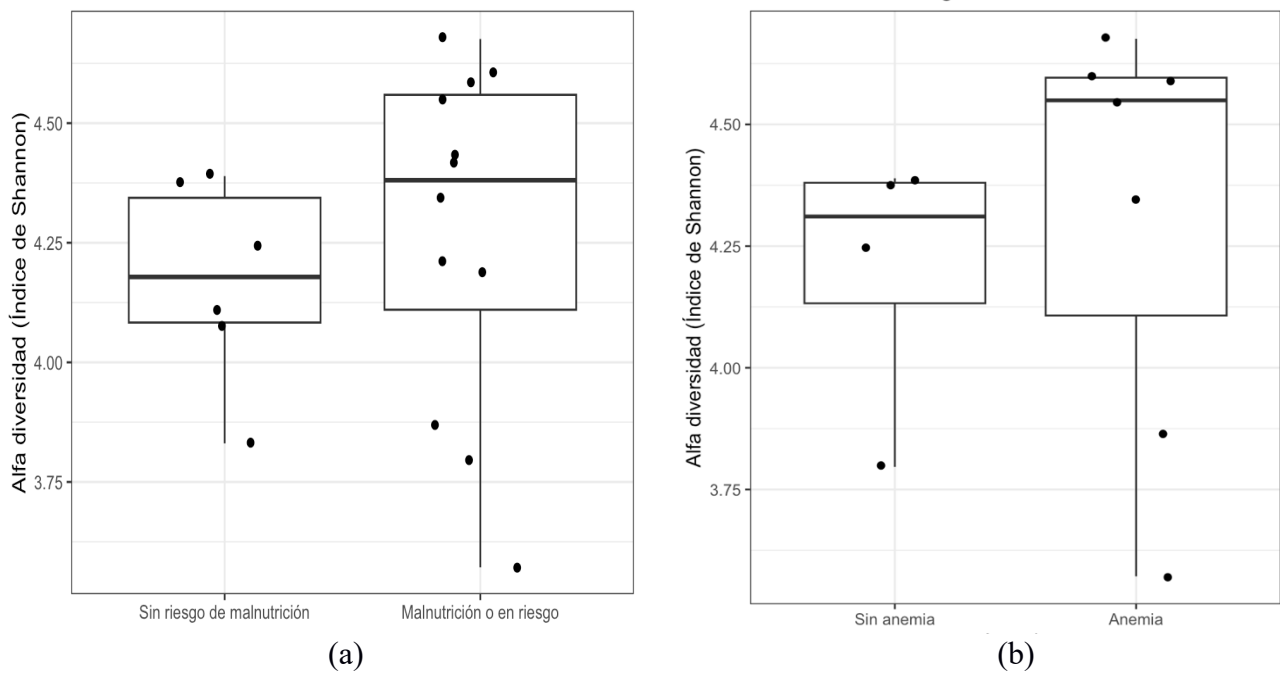 Alfa diversidad (Índice de Shannon)
4.50
4.25
4.00
3.75
Sin riesgo de malnutrición
Malnutrición o en riesgo
(a)
Alfa diversidad (Índice de Shannon)
4.50
4.25
4.00
3.75
Sin anemia
Anemia
(b)